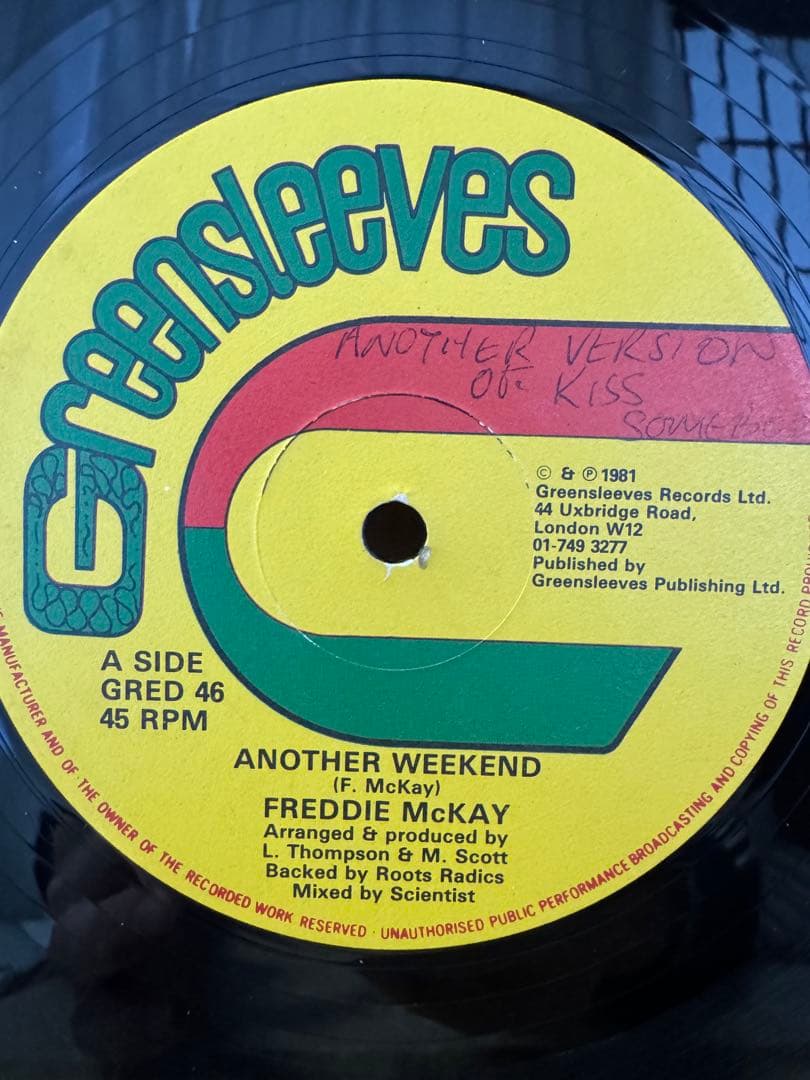 Greensleeves
ANOTHER VERSION
OF KISS
© & ℗ 1981
Greensleeves Records Ltd.
44 Uxbridge Road,
London W12
01-749 3277
Published by
Greensleeves Publishing Ltd.
G
A SIDE
GRED 46
45 RPM
ANOTHER WEEKEND
(F. McKay)
FREDDIE McKAY
Arranged & produced by
L. Thompson & M. Scott
Backed by Roots Radics
Mixed by Scientist
MANUFACTURER AND OF THE OWNER OF THE RECORDED WORK RESERVED · UNAUTHORISED PUBLIC PERFORMANCE BROADCASTING AND COPYING OF THIS RECORD